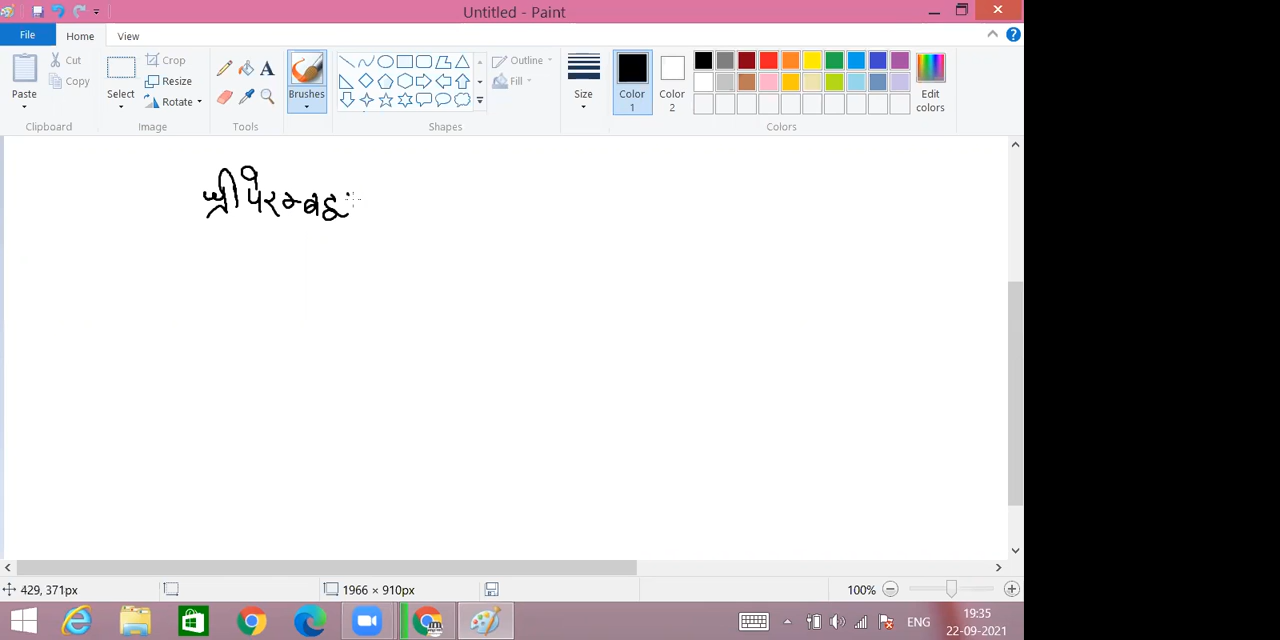 Untitled - Paint
File
Home
View
Paste
Cut
Copy
Clipboard
Select
Crop
Resize
Rotate
Image
Tools
Brushes
Shapes
Outline
Fill
Size
Color 1
Color 2
Edit colors
Colors
429, 371px
1966 × 910px
100%
ENG
19:35
22-09-2021